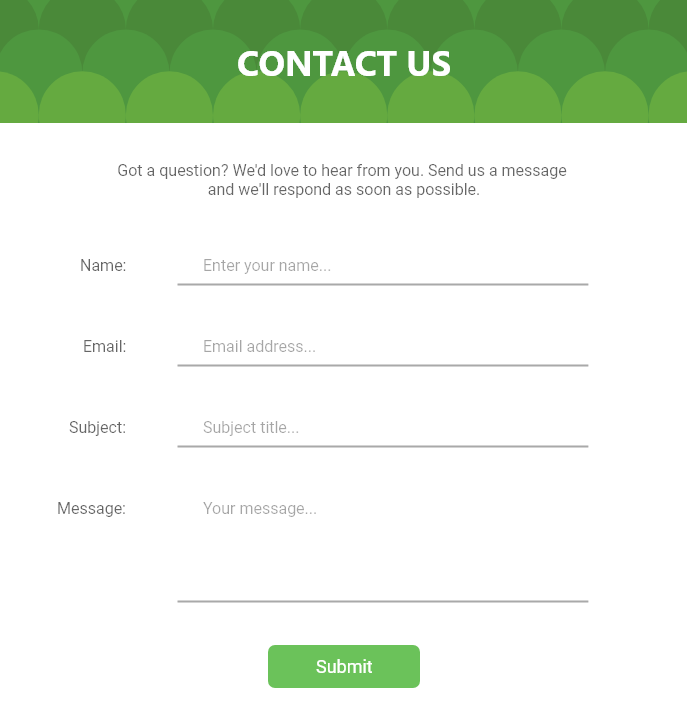 CONTACT US
Got a question? We'd love to hear from you. Send us a message
and we'll respond as soon as possible.
Name: Enter your name...
Email: Email address...
Subject: Subject title...
Message: Your message...
Submit